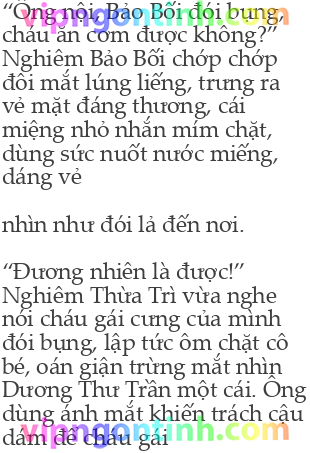 “Ông nội, Bảo Bối đói bụng,
cháu ăn cơm được không?”
Nghiêm Bảo Bối chớp chớp
đôi mắt lúng liếng, trưng ra
vẻ mặt đáng thương, cái
miệng nhỏ nhắn mím chặt,
dùng sức nuốt nước miếng,
dáng vẻ
nhìn như đói lả đến nơi.
“Đương nhiên là được!”
Nghiêm Thừa Trì vừa nghe
nói cháu gái cưng của mình
đói bụng, lập tức ôm chặt cô
bé, oán giận trừng mắt nhìn
Dương Thư Trần một cái. Ông
dùng ánh mắt khiển trách cậu
dám để cháu gái
vipngontinh.com
vipngontinh.com